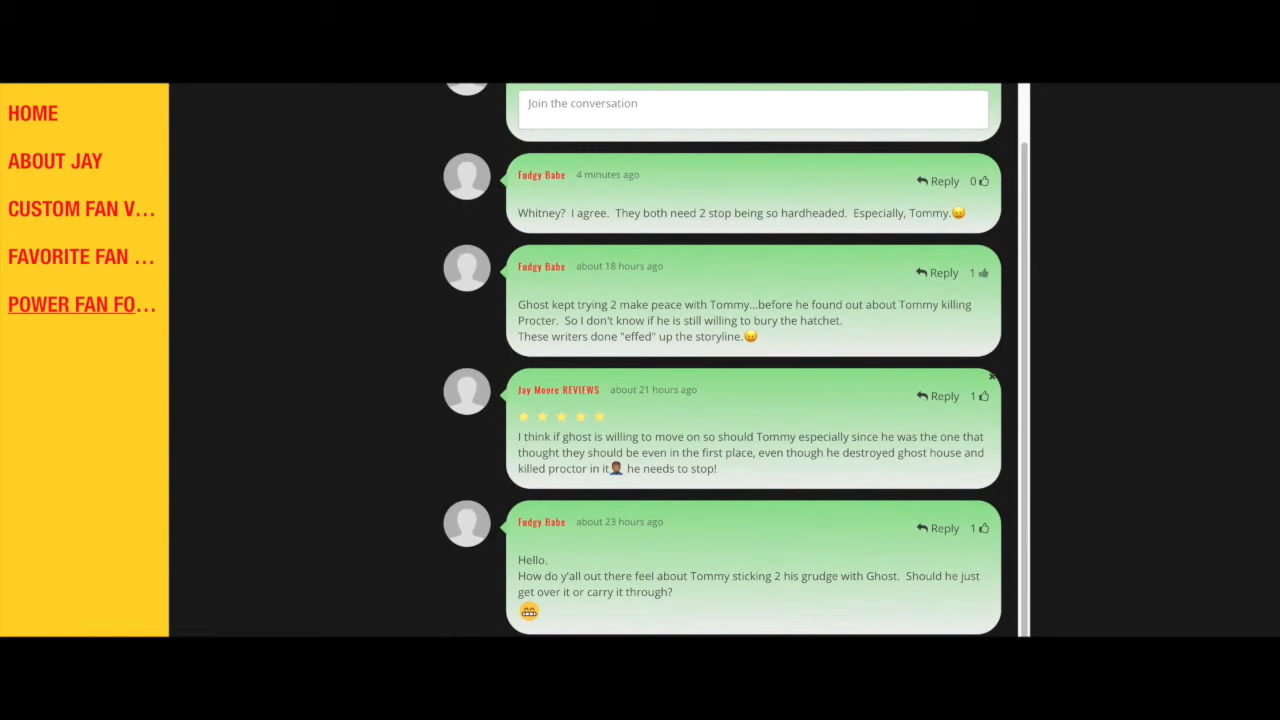 HOME
ABOUT JAY
CUSTOM FAN V...
FAVORITE FAN ...
POWER FAN FO...
Join the conversation
Fudgy Babe 4 minutes ago
Reply 0
Whitney? I agree. They both need 2 stop being so hardheaded. Especially, Tommy.😠
Fudgy Babe about 18 hours ago
Reply 1
Ghost kept trying 2 make peace with Tommy...before he found out about Tommy killing
Procter. So I don't know if he is still willing to bury the hatchet.
These writers done "effed" up the storyline.😠
Jay Moore REVIEWS about 21 hours ago
Reply 1
I think if ghost is willing to move on so should Tommy especially since he was the one that
thought they should be even in the first place, even though he destroyed ghost house and
killed proctor in it🤦🏾‍♂️ he needs to stop!
Fudgy Babe about 23 hours ago
Reply 1
Hello.
How do y'all out there feel about Tommy sticking 2 his grudge with Ghost. Should he just
get over it or carry it through?
😁